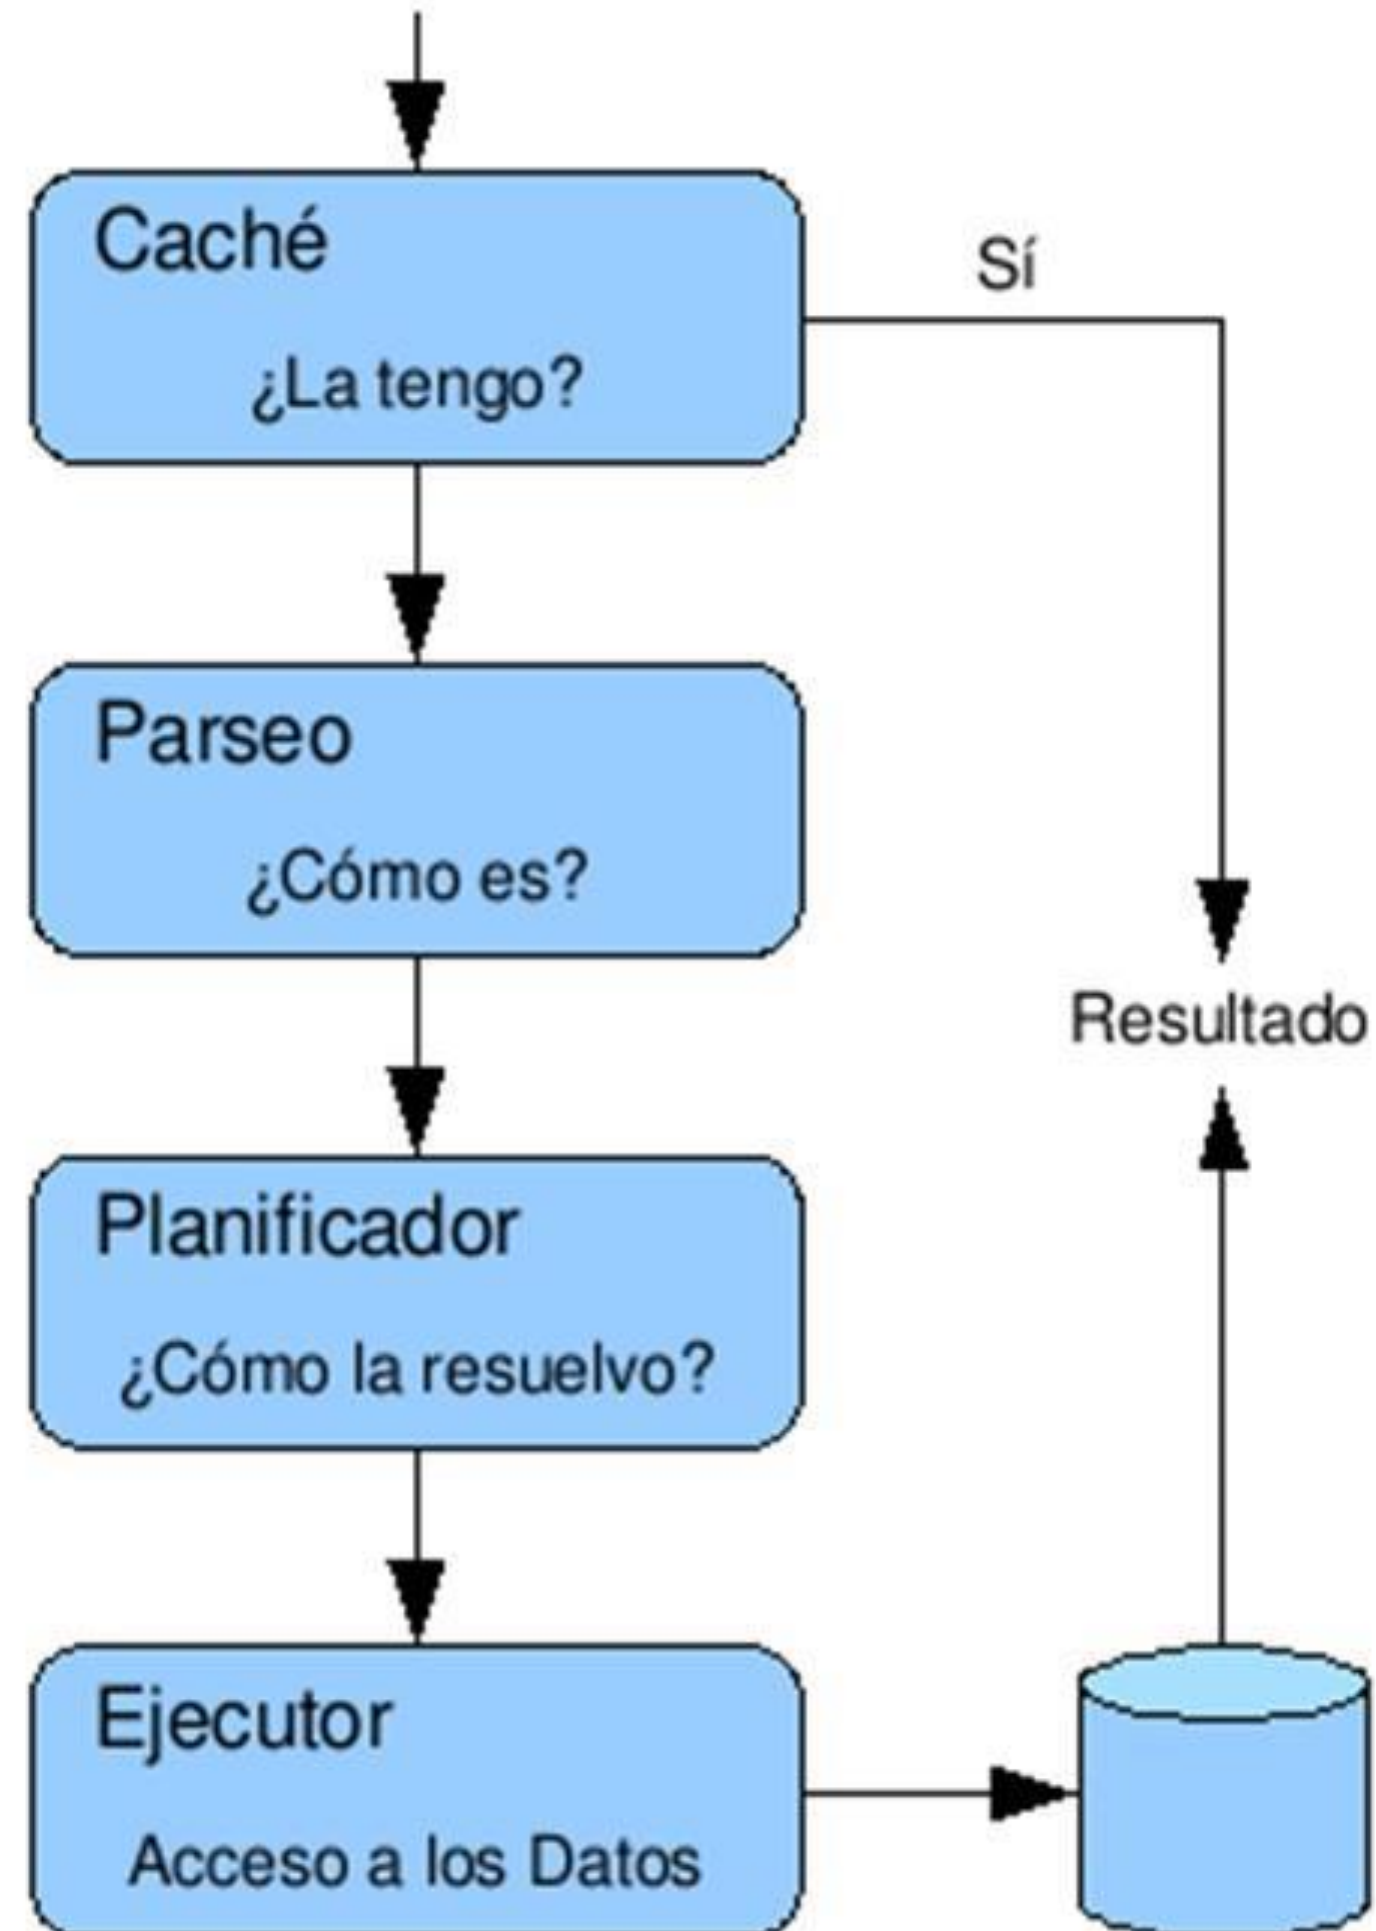 Caché
Sí
¿La tengo?
Parseo
¿Cómo es?
Resultado
Planificador
¿Cómo la resuelvo?
Ejecutor
Acceso a los Datos